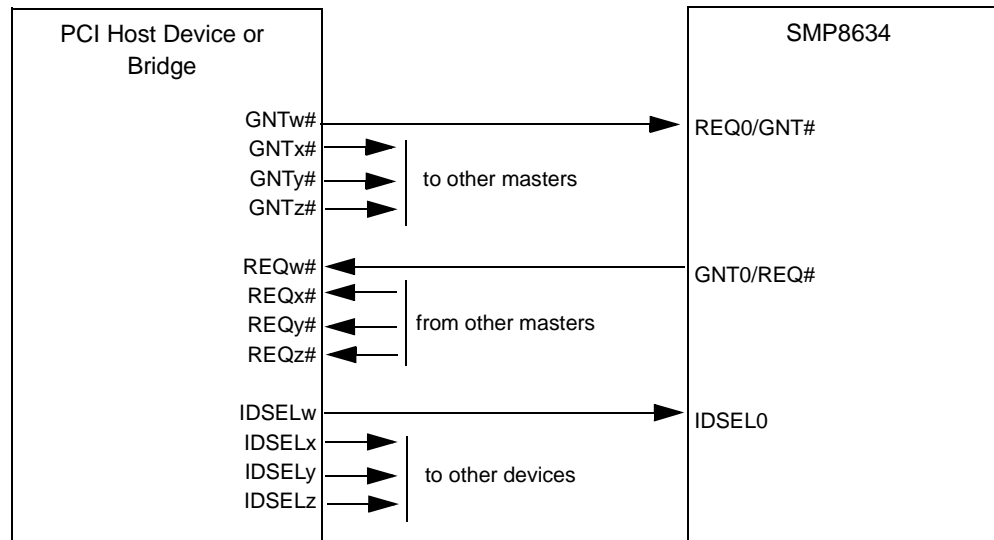 PCI Host Device or
Bridge
SMP8634
GNTw#
REQ0/GNT#
GNTx#
GNTy#
to other masters
GNTz#
REQw#
GNT0/REQ#
REQx#
REQy#
from other masters
REQz#
IDSELw
IDSEL0
IDSELx
IDSELy
to other devices
IDSELz